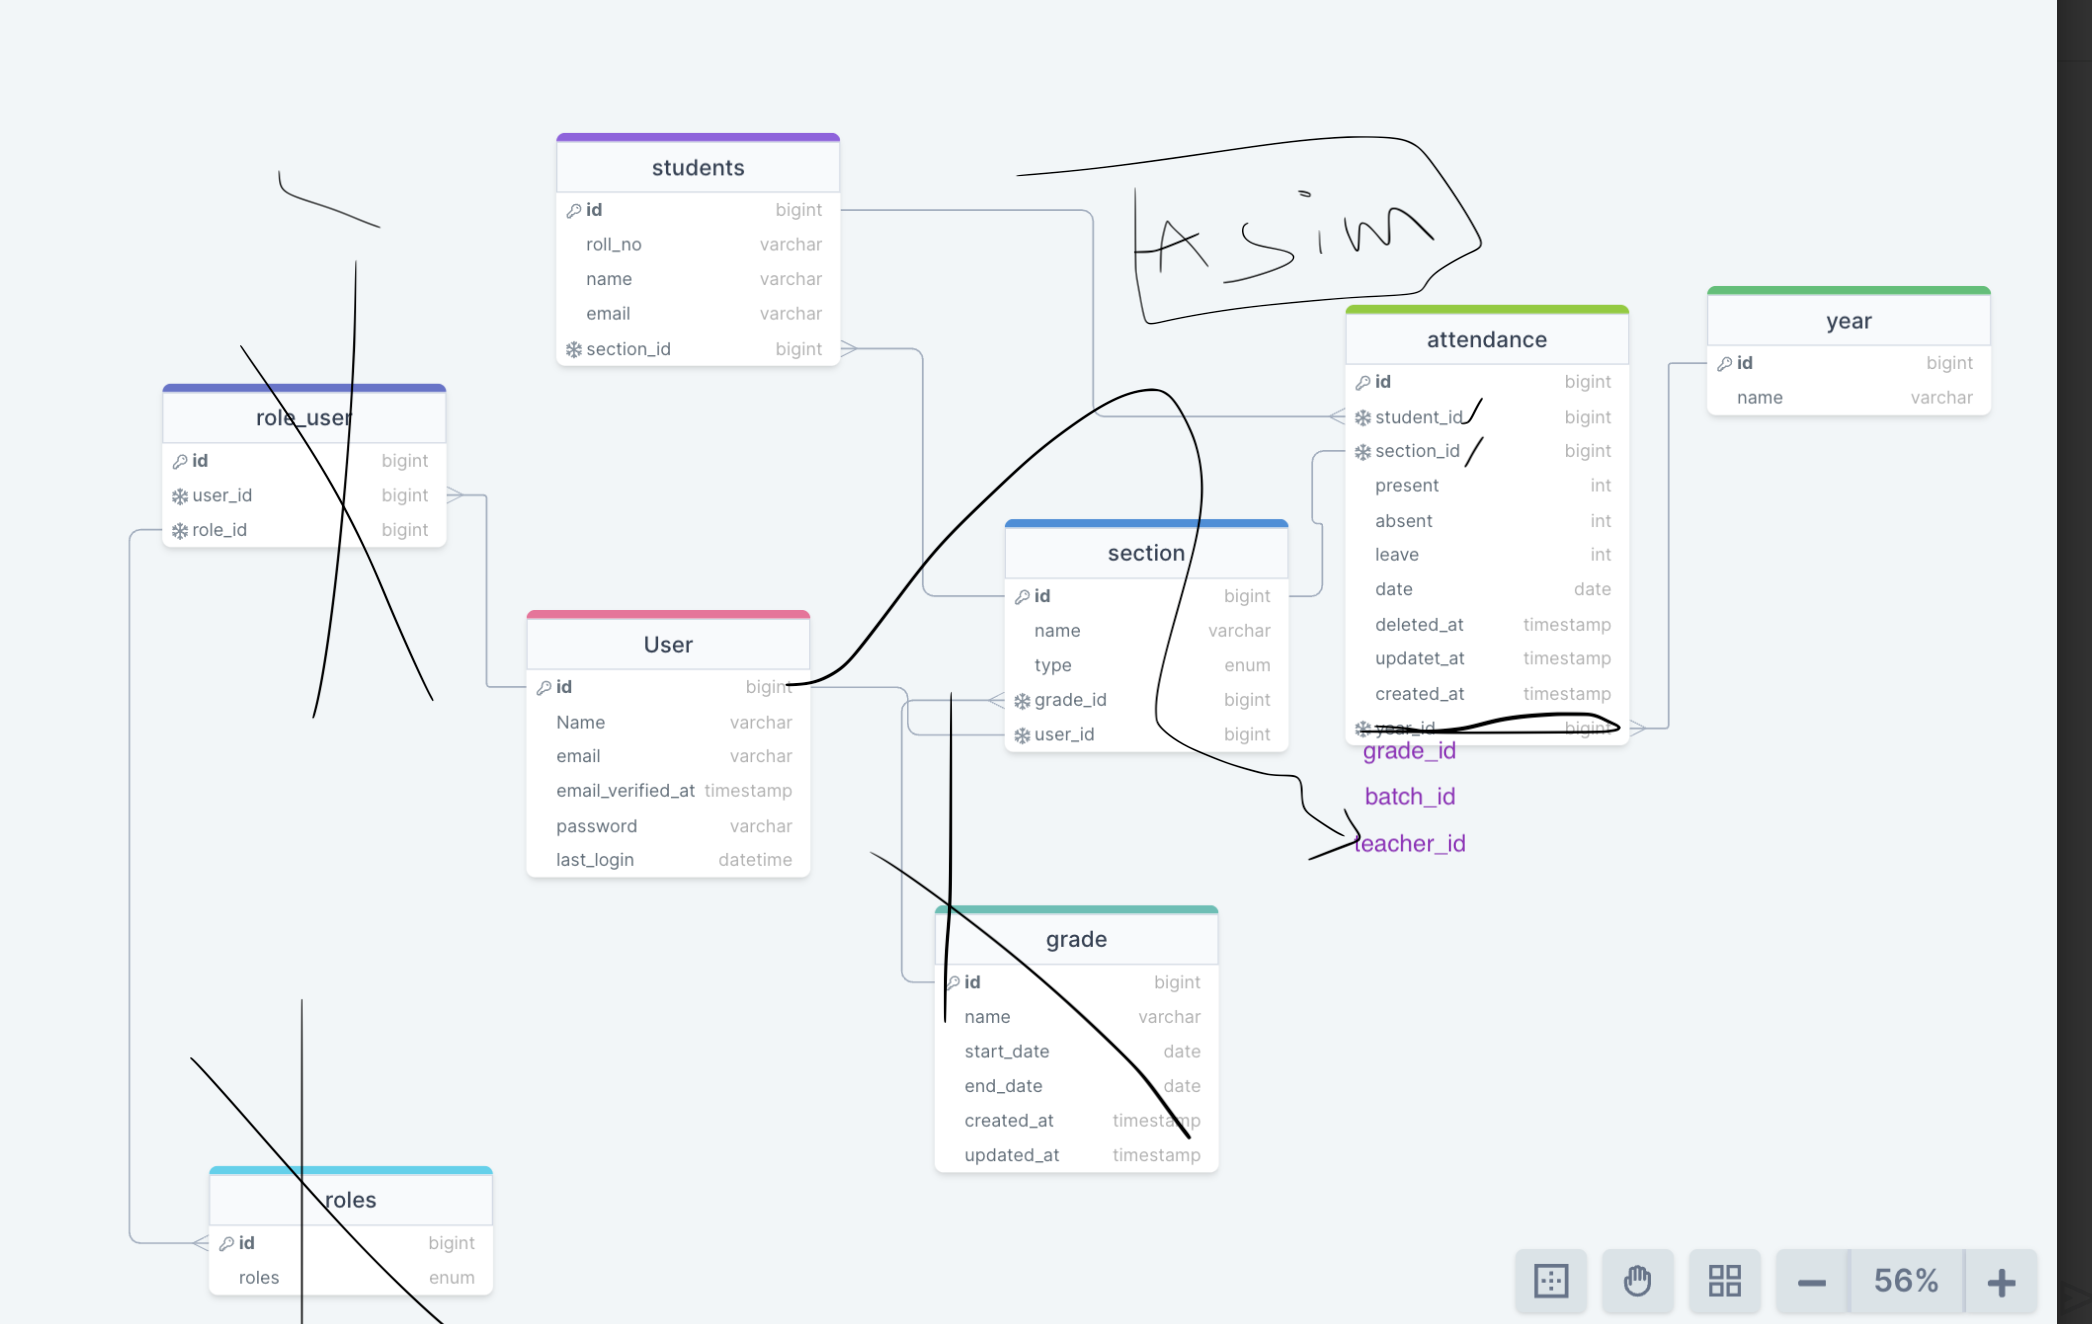 students
id bigint
roll_no varchar
name varchar
email varchar
section_id bigint
Asim
role_user
id bigint
user_id bigint
role_id bigint
User
id bigint
Name varchar
email varchar
email_verified_at timestamp
password varchar
last_login datetime
section
id bigint
name varchar
type enum
grade_id bigint
user_id bigint
attendance
id bigint
student_id bigint
section_id bigint
present int
absent int
leave int
date date
deleted_at timestamp
updatet_at timestamp
created_at timestamp
year_id bigint
grade_id
batch_id
teacher_id
year
id bigint
name varchar
grade
id bigint
name varchar
start_date date
end_date date
created_at timestamp
updated_at timestamp
roles
id bigint
roles enum
56%